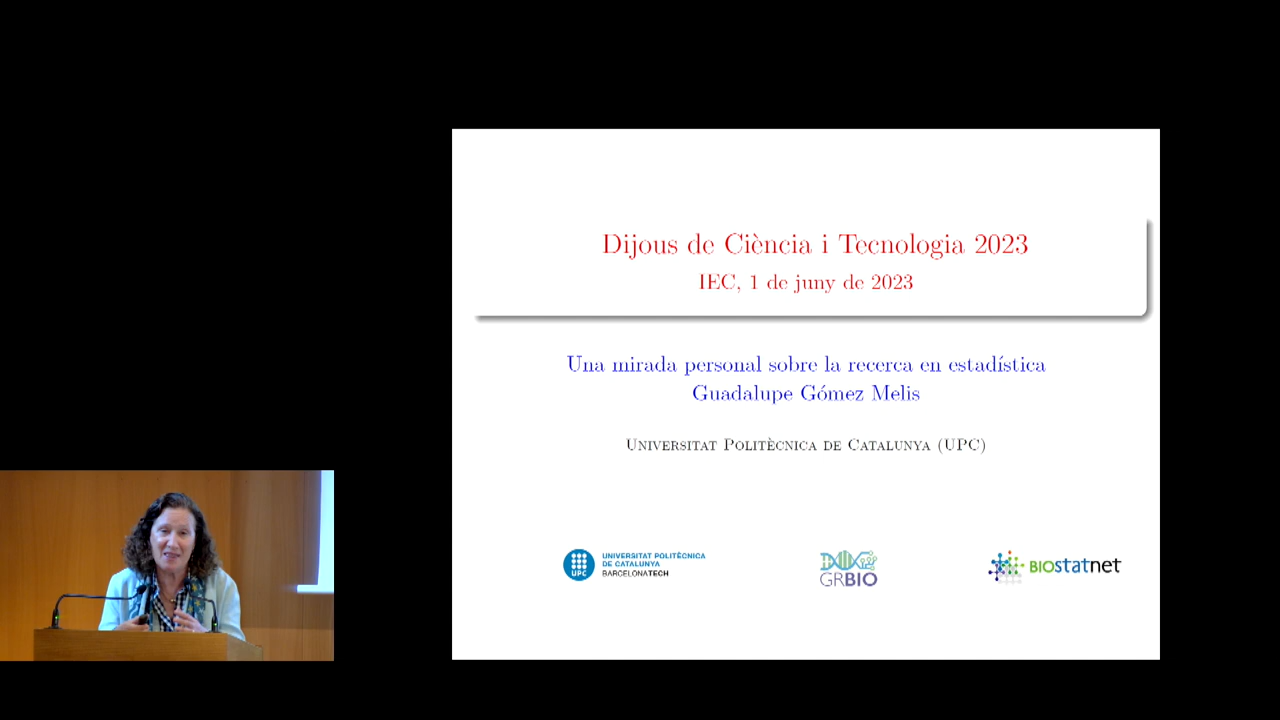 Dijous de Ciència i Tecnologia 2023
IEC, 1 de juny de 2023
Una mirada personal sobre la recerca en estadística
Guadalupe Gómez Melis
Universitat Politècnica de Catalunya (UPC)
UPC
UNIVERSITAT POLITÈCNICA
DE CATALUNYA
BARCELONATECH
GRBIO
BIOstatnet